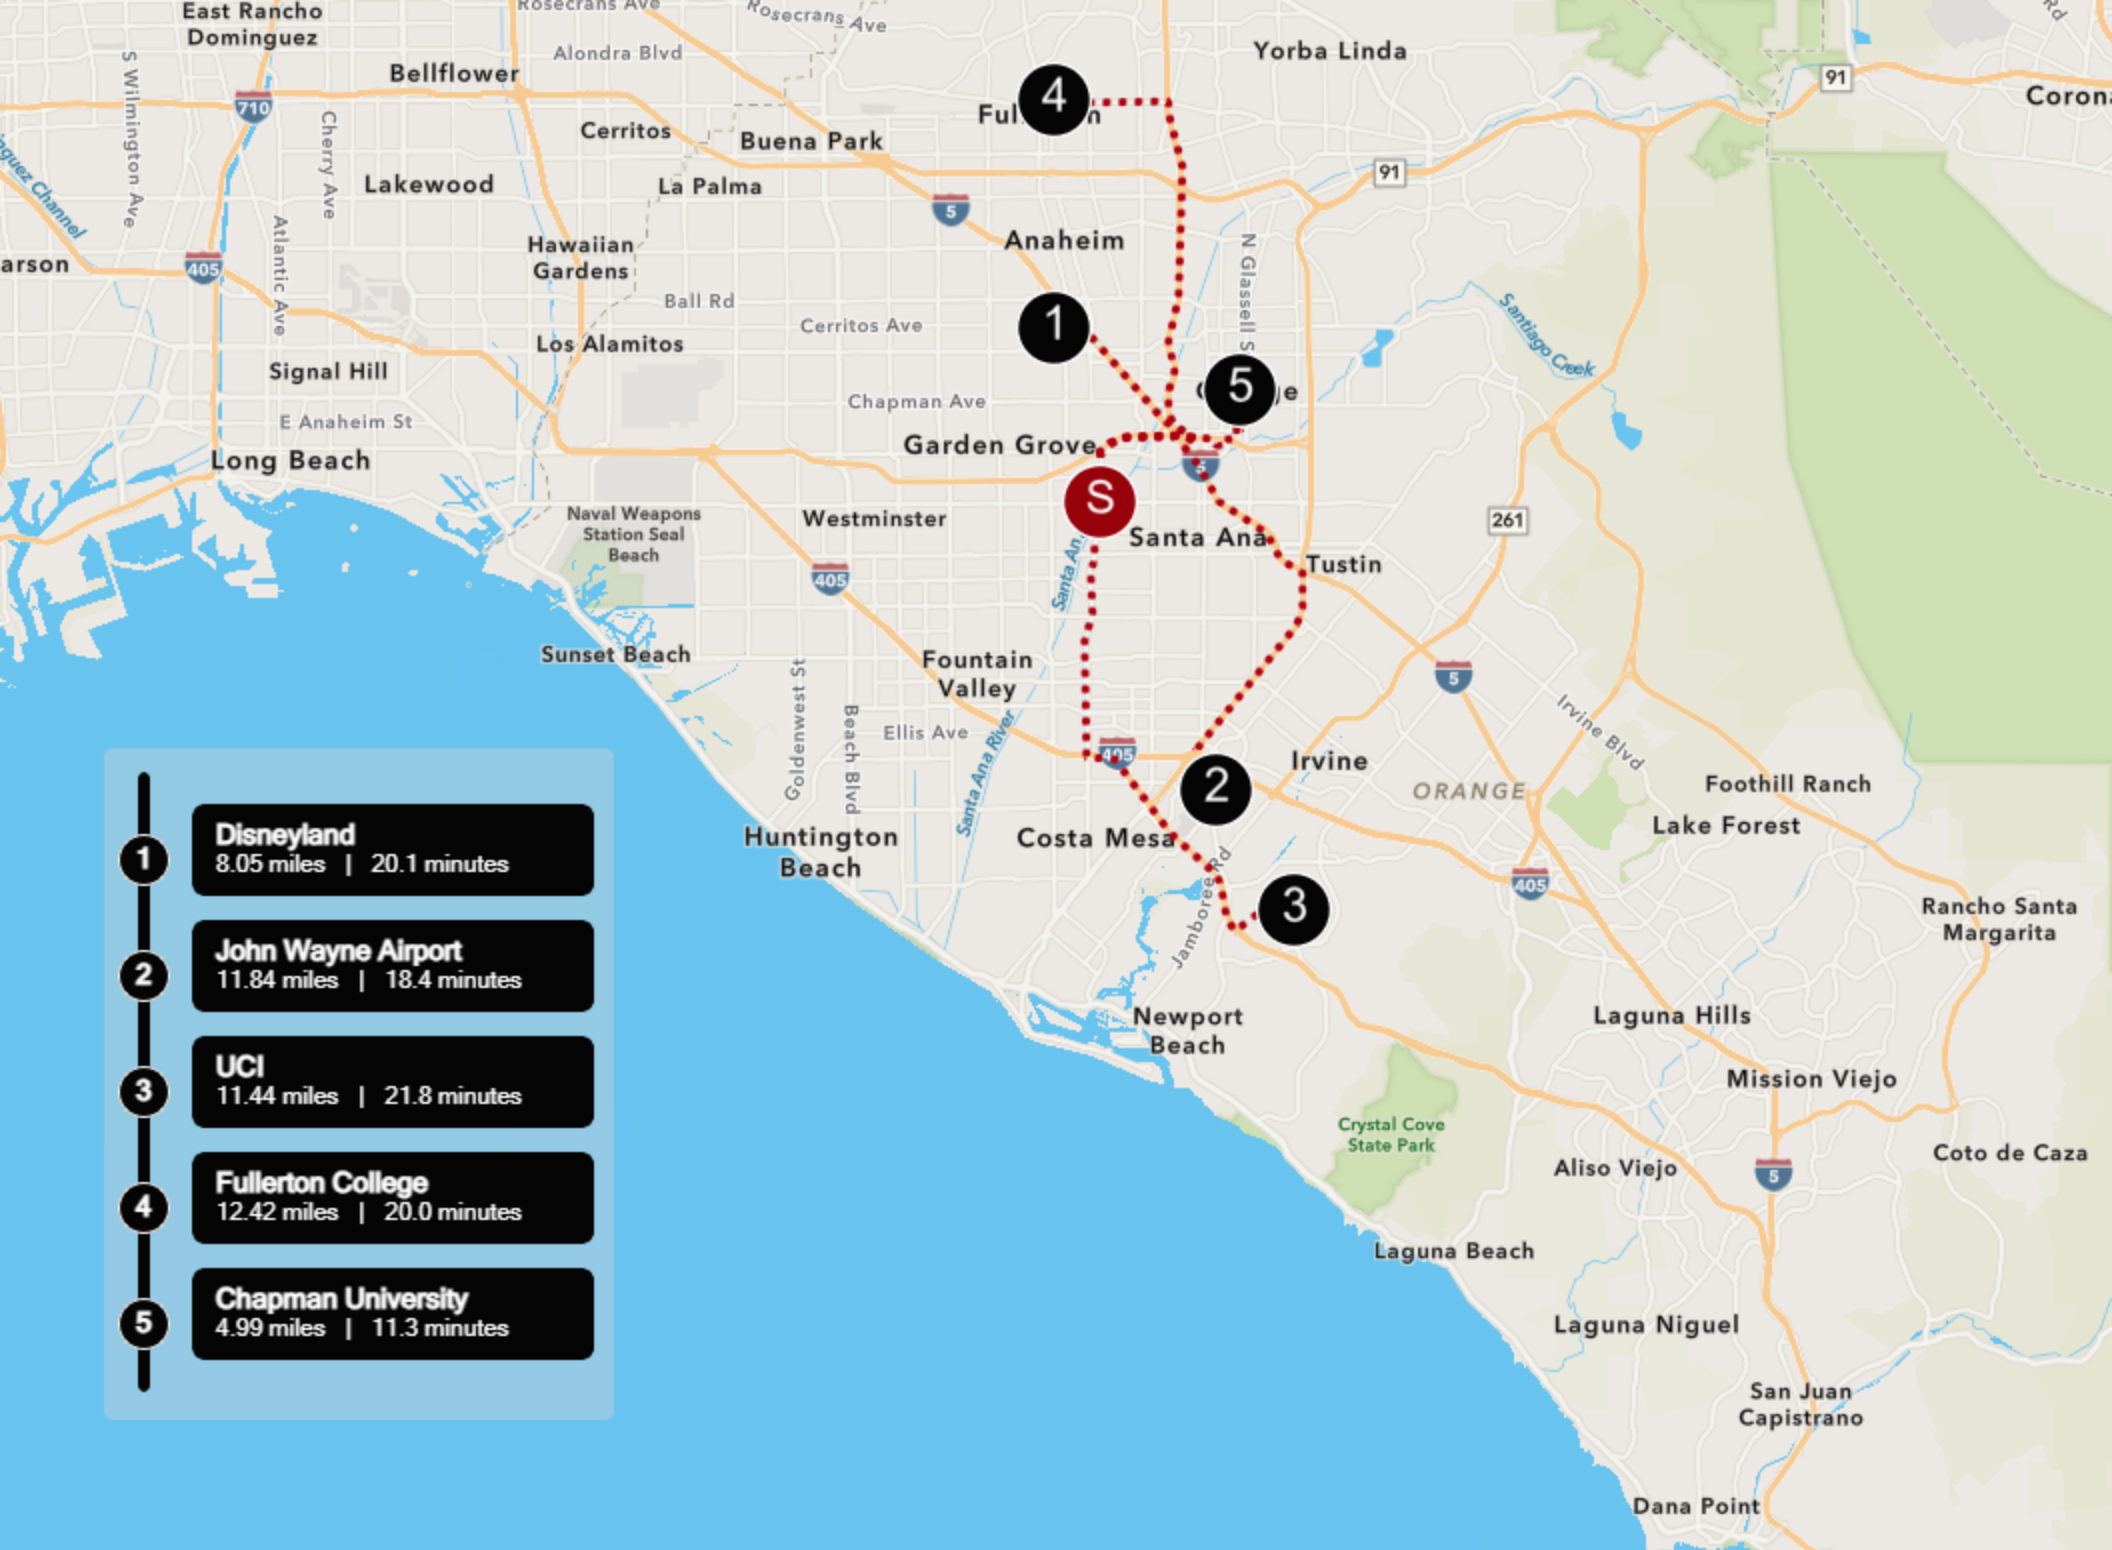 East Rancho
Dominguez
Rosecrans Ave
Rosecrans Ave
Alondra Blvd
Yorba Linda
S Wilmington Ave
Bellflower
710
91
Corona
4
Cherry Ave
Cerritos
Buena Park
Lakewood
La Palma
91
5
Atlantic Ave
Hawaiian
Gardens
Anaheim
N Glassell S
405
Ball Rd
Santiago Creek
1
Cerritos Ave
Los Alamitos
Signal Hill
5
Chapman Ave
E Anaheim St
Garden Grove
Long Beach
5
S
Naval Weapons
Station Seal
Beach
Westminster
261
Santa Ana
Santa An
Tustin
405
Sunset Beach
Fountain
Valley
5
Goldenwest St
Beach Blvd
Ellis Ave
Santa Ana River
Irvine Blvd
405
Irvine
2
ORANGE
Foothill Ranch
Lake Forest
Huntington
Beach
Costa Mesa
Jamboree Rd
405
3
Rancho Santa
Margarita
Newport
Beach
Laguna Hills
Mission Viejo
Crystal Cove
State Park
Coto de Caza
Aliso Viejo
5
Laguna Beach
Laguna Niguel
San Juan
Capistrano
Dana Point
1
Disneyland
8.05 miles | 20.1 minutes
2
John Wayne Airport
11.84 miles | 18.4 minutes
3
UCI
11.44 miles | 21.8 minutes
4
Fullerton College
12.42 miles | 20.0 minutes
5
Chapman University
4.99 miles | 11.3 minutes